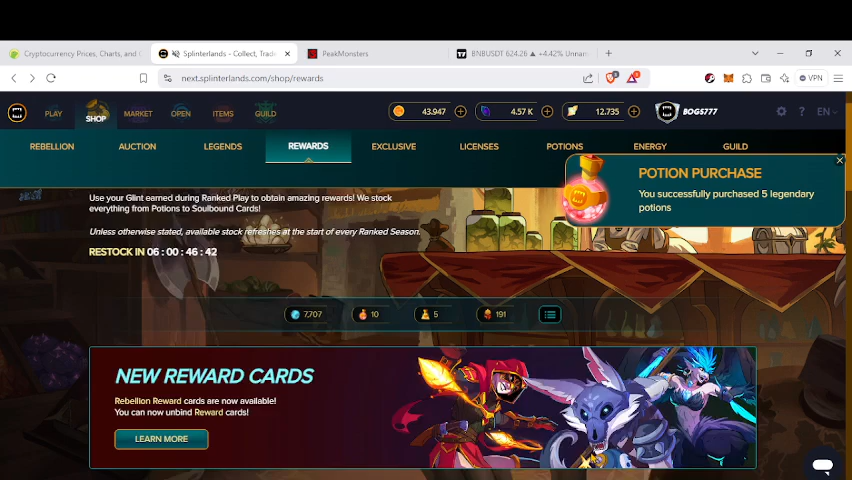 Cryptocurrency Prices, Charts, and C
Splinterlands - Collect, Trade
PeakMonsters
BNBUSDT 624.26 ▲ +4.42% Unnam
next.splinterlands.com/shop/rewards
VPN
PLAY
SHOP
MARKET
OPEN
ITEMS
GUILD
43.947
4.57 K
12.735
BOGS777
EN
REBELLION
AUCTION
LEGENDS
REWARDS
EXCLUSIVE
LICENSES
POTIONS
ENERGY
GUILD
POTION PURCHASE
You successfully purchased 5 legendary
potions
Use your Glint earned during Ranked Play to obtain amazing rewards! We stock
everything from Potions to Soulbound Cards!
Unless otherwise stated, available stock refreshes at the start of every Ranked Season.
RESTOCK IN 06 : 00 : 46 : 42
7,707
10
5
191
NEW REWARD CARDS
Rebellion Reward cards are now available!
You can now unbind Reward cards!
LEARN MORE